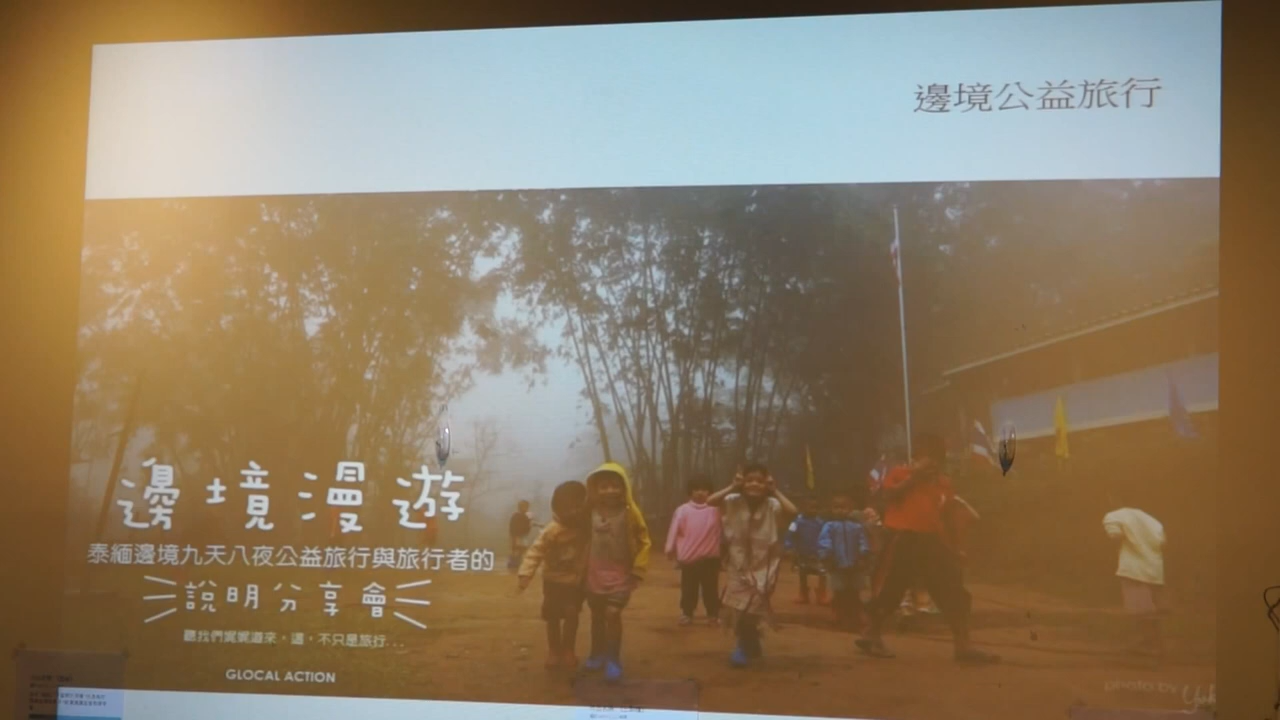 邊境公益旅行
邊境漫遊
泰緬邊境九天八夜公益旅行與旅行者的
說明分享會
聽我們娓娓道來，這，不只是旅行...
GLOCAL ACTION
photo by